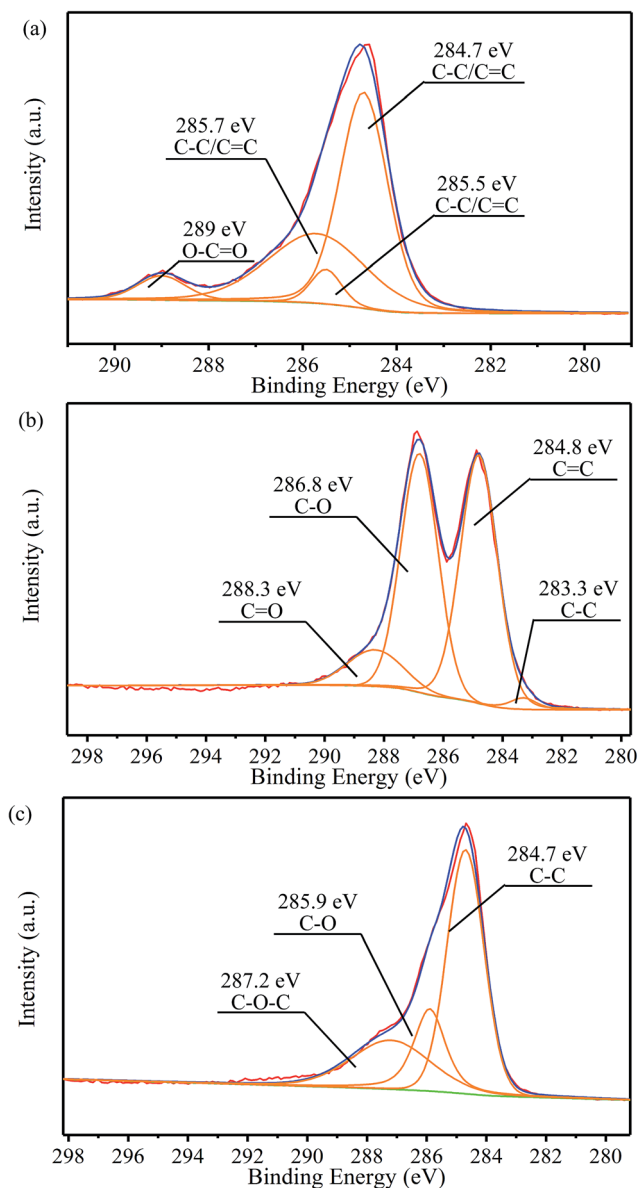 (a)
284.7 eV
C-C/C=C
285.7 eV
C-C/C=C
285.5 eV
C-C/C=C
289 eV
O-C=O
Intensity (a.u.)
290 288 286 284 282 280
Binding Energy (eV)
(b)
284.8 eV
C=C
286.8 eV
C-O
283.3 eV
C-C
288.3 eV
C=O
Intensity (a.u.)
298 296 294 292 290 288 286 284 282 280
Binding Energy (eV)
(c)
284.7 eV
C-C
285.9 eV
C-O
287.2 eV
C-O-C
Intensity (a.u.)
298 296 294 292 290 288 286 284 282 280
Binding Energy (eV)